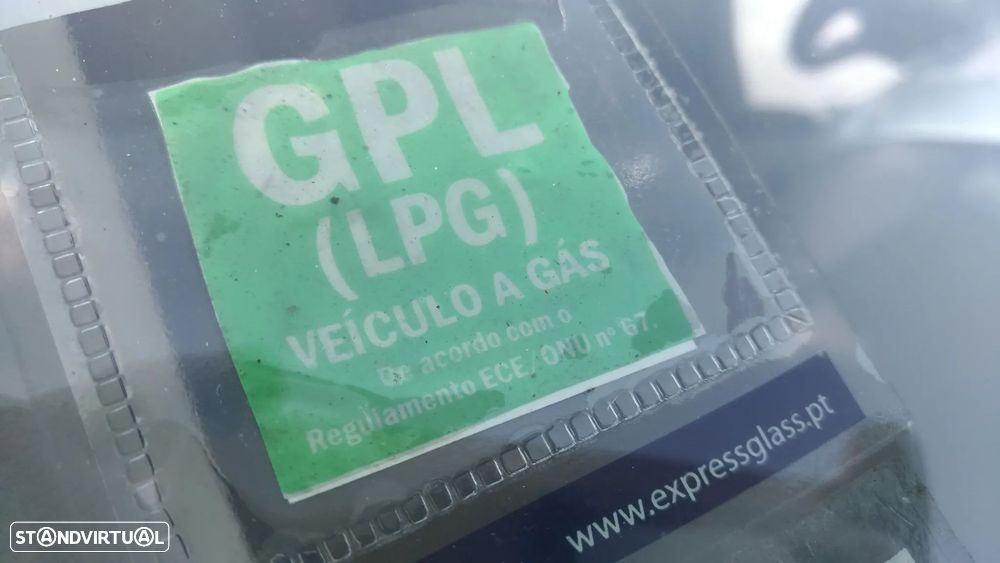 GPL
(LPG)
VEÍCULO A GÁS
De acordo com o
Regulamento ECE/ONU nº 67.
www.expressglass.pt
STANDVIRTUAL